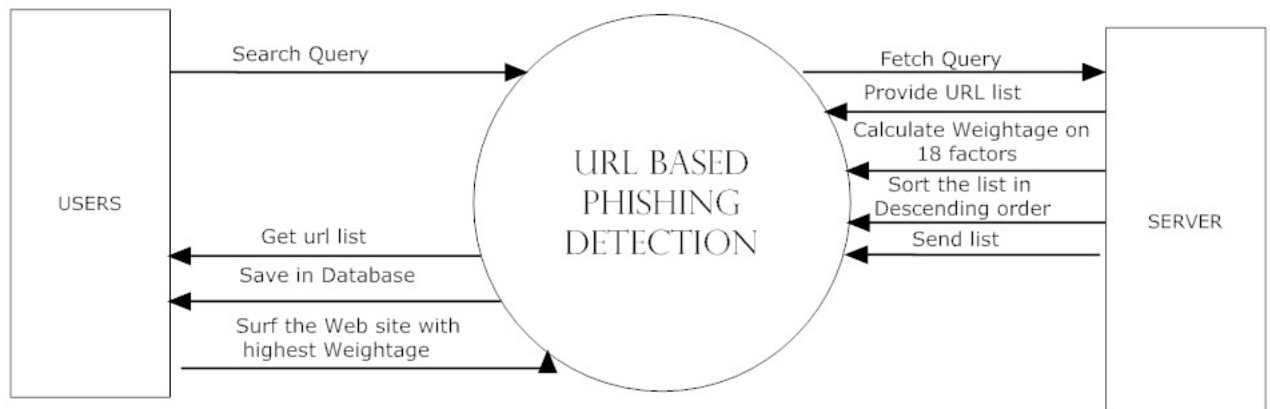 Search Query
Fetch Query
Provide URL list
Calculate Weightage on
18 factors
Sort the list in
Descending order
Send list
URL BASED
PHISHING
DETECTION
USERS
SERVER
Get url list
Save in Database
Surf the Web site with
highest Weightage